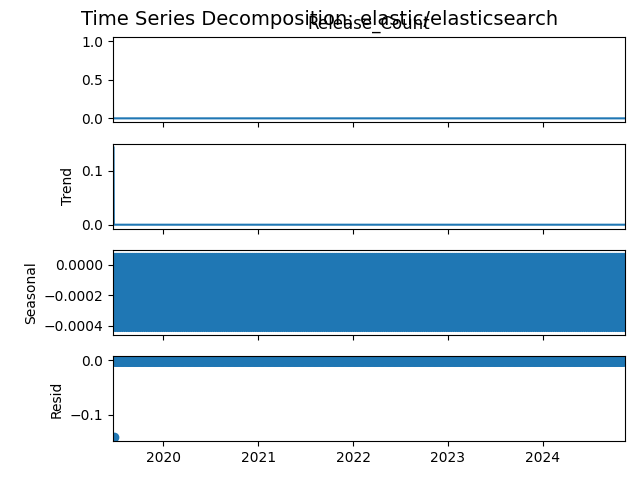 Time Series Decomposition: elastic/elasticsearch
Release_Count
1.0
0.5
0.0
Trend
0.1
0.0
Seasonal
0.0000
−0.0002
−0.0004
Resid
0.0
−0.1
2020 2021 2022 2023 2024